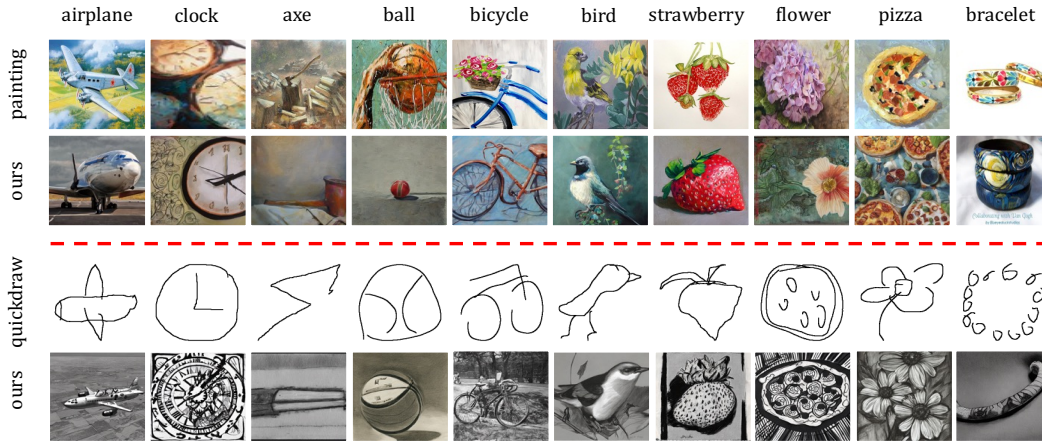 airplane clock axe ball bicycle bird strawberry flower pizza bracelet
painting
ours
quickdraw
ours